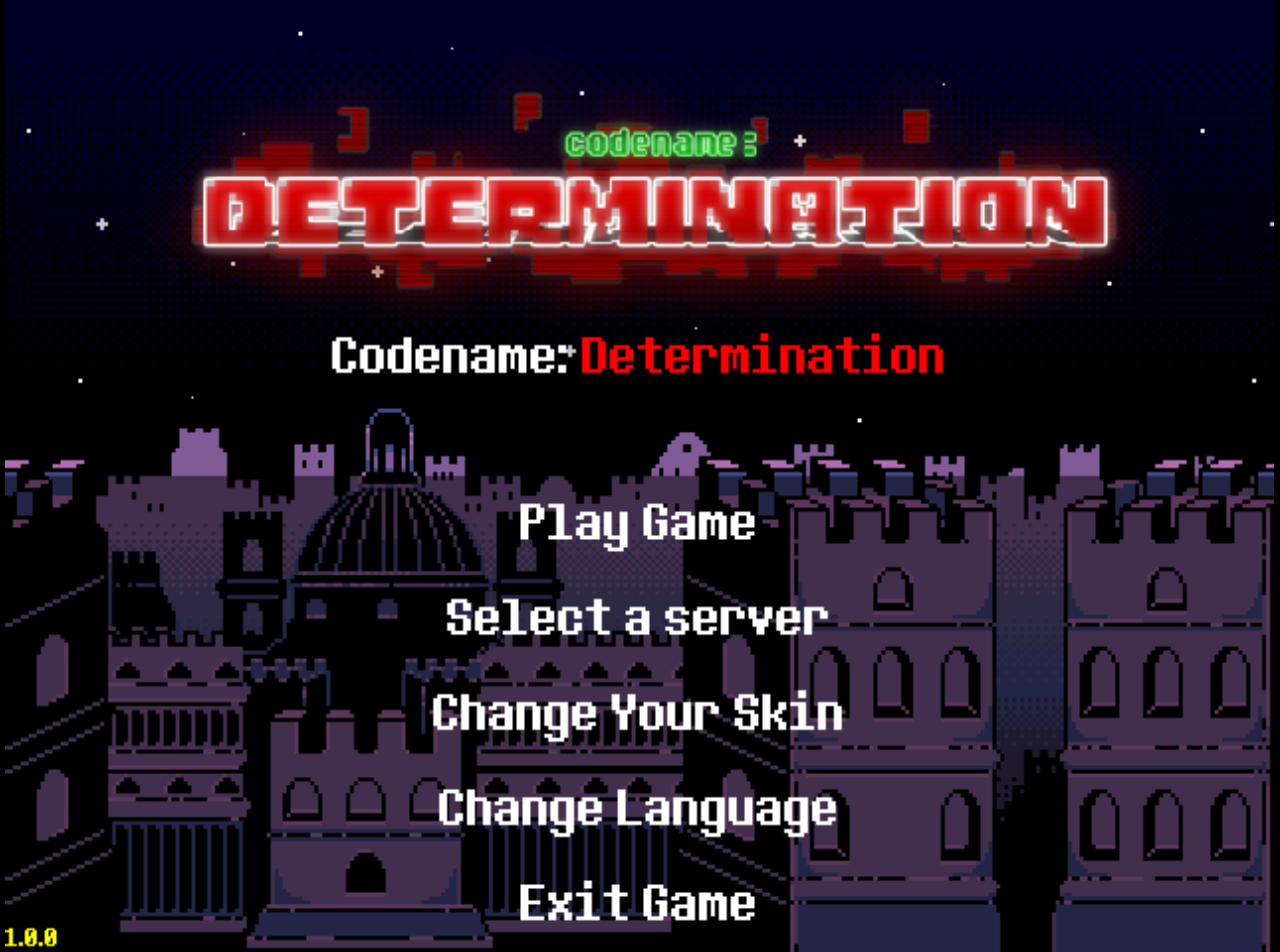 codename:
DETERMINATION
Codename: Determination
Play Game
Select a server
Change Your Skin
Change Language
Exit Game
1.0.0